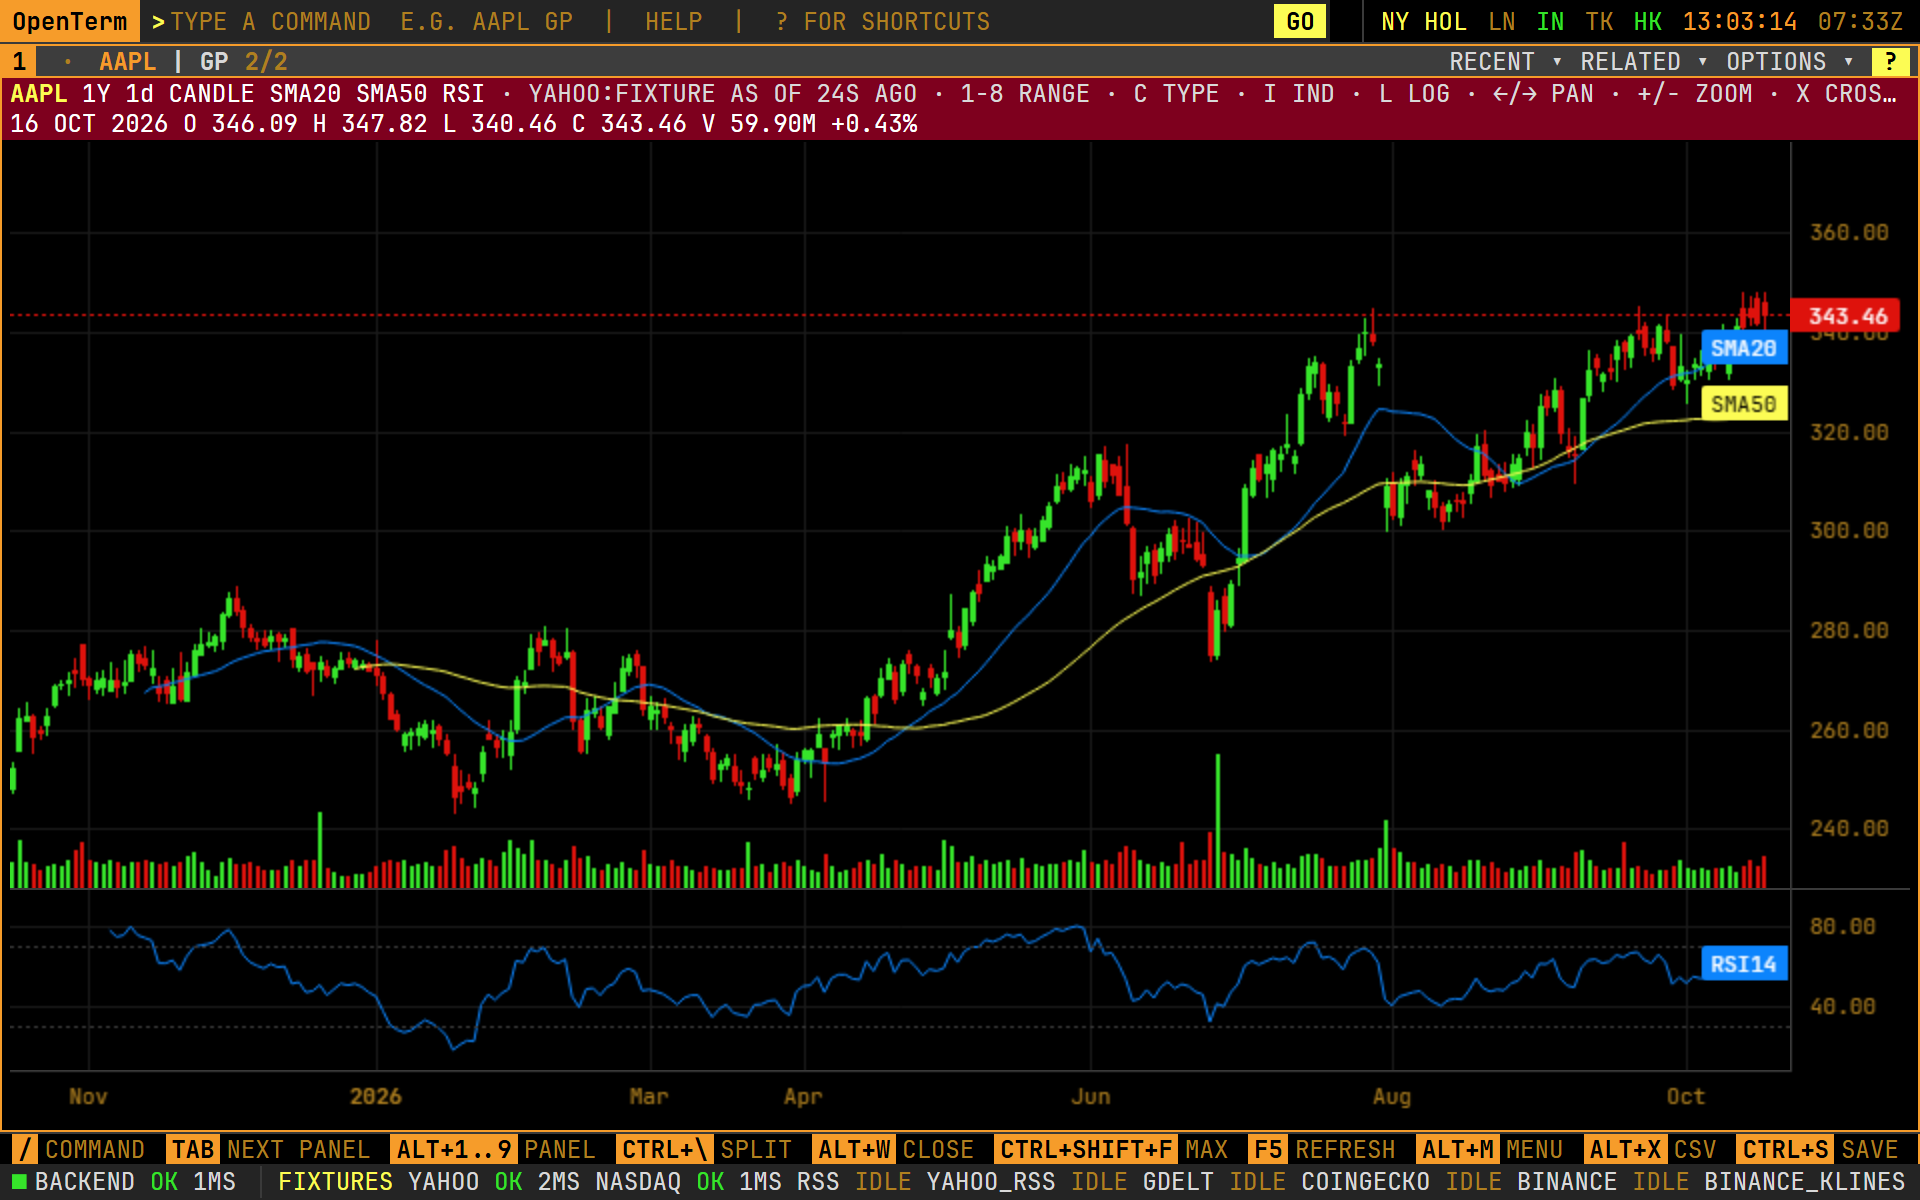 OpenTerm >TYPE A COMMAND E.G. AAPL GP | HELP | ? FOR SHORTCUTS GO NY HOL LN IN TK HK 13:03:14 07:33Z
1 · AAPL | GP 2/2 RECENT ▾ RELATED ▾ OPTIONS ▾ ?
AAPL 1Y 1d CANDLE SMA20 SMA50 RSI · YAHOO:FIXTURE AS OF 24S AGO · 1-8 RANGE · C TYPE · I IND · L LOG · ←/→ PAN · +/- ZOOM · X CROS…
16 OCT 2026 O 346.09 H 347.82 L 340.46 C 343.46 V 59.90M +0.43%
360.00
343.46
340.00
SMA20
SMA50
320.00
300.00
280.00
260.00
240.00
80.00
RSI14
40.00
Nov 2026 Mar Apr Jun Aug Oct
/ COMMAND TAB NEXT PANEL ALT+1..9 PANEL CTRL+\ SPLIT ALT+W CLOSE CTRL+SHIFT+F MAX F5 REFRESH ALT+M MENU ALT+X CSV CTRL+S SAVE
BACKEND OK 1MS FIXTURES YAHOO OK 2MS NASDAQ OK 1MS RSS IDLE YAHOO_RSS IDLE GDELT IDLE COINGECKO IDLE BINANCE IDLE BINANCE_KLINES